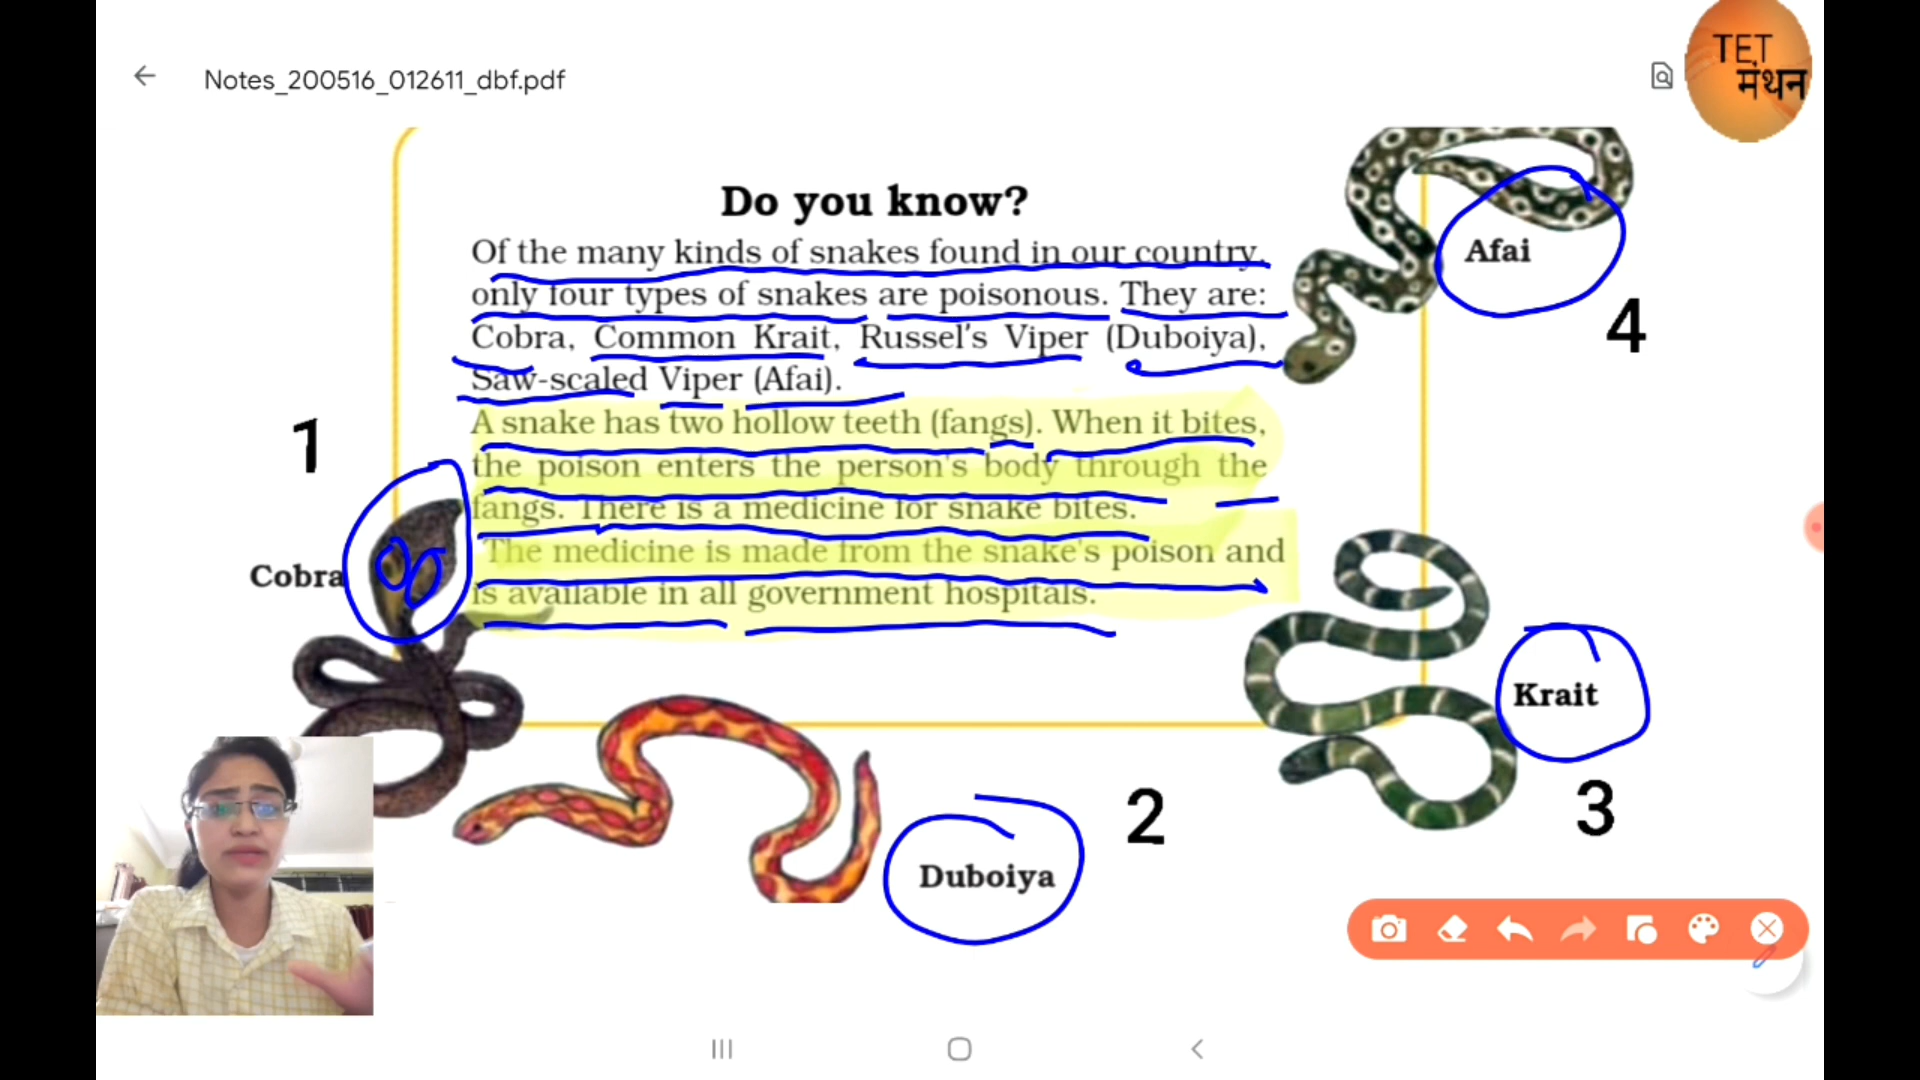 Notes_200516_012611_dbf.pdf
TET
मंथन
Do you know?
Of the many kinds of snakes found in our country,
only four types of snakes are poisonous. They are:
Cobra, Common Krait, Russel's Viper (Duboiya),
Saw-scaled Viper (Afai).
A snake has two hollow teeth (fangs). When it bites,
the poison enters the person's body through the
fangs. There is a medicine for snake bites.
The medicine is made from the snake's poison and
is available in all government hospitals.
Afai
4
1
Cobra
Krait
3
2
Duboiya